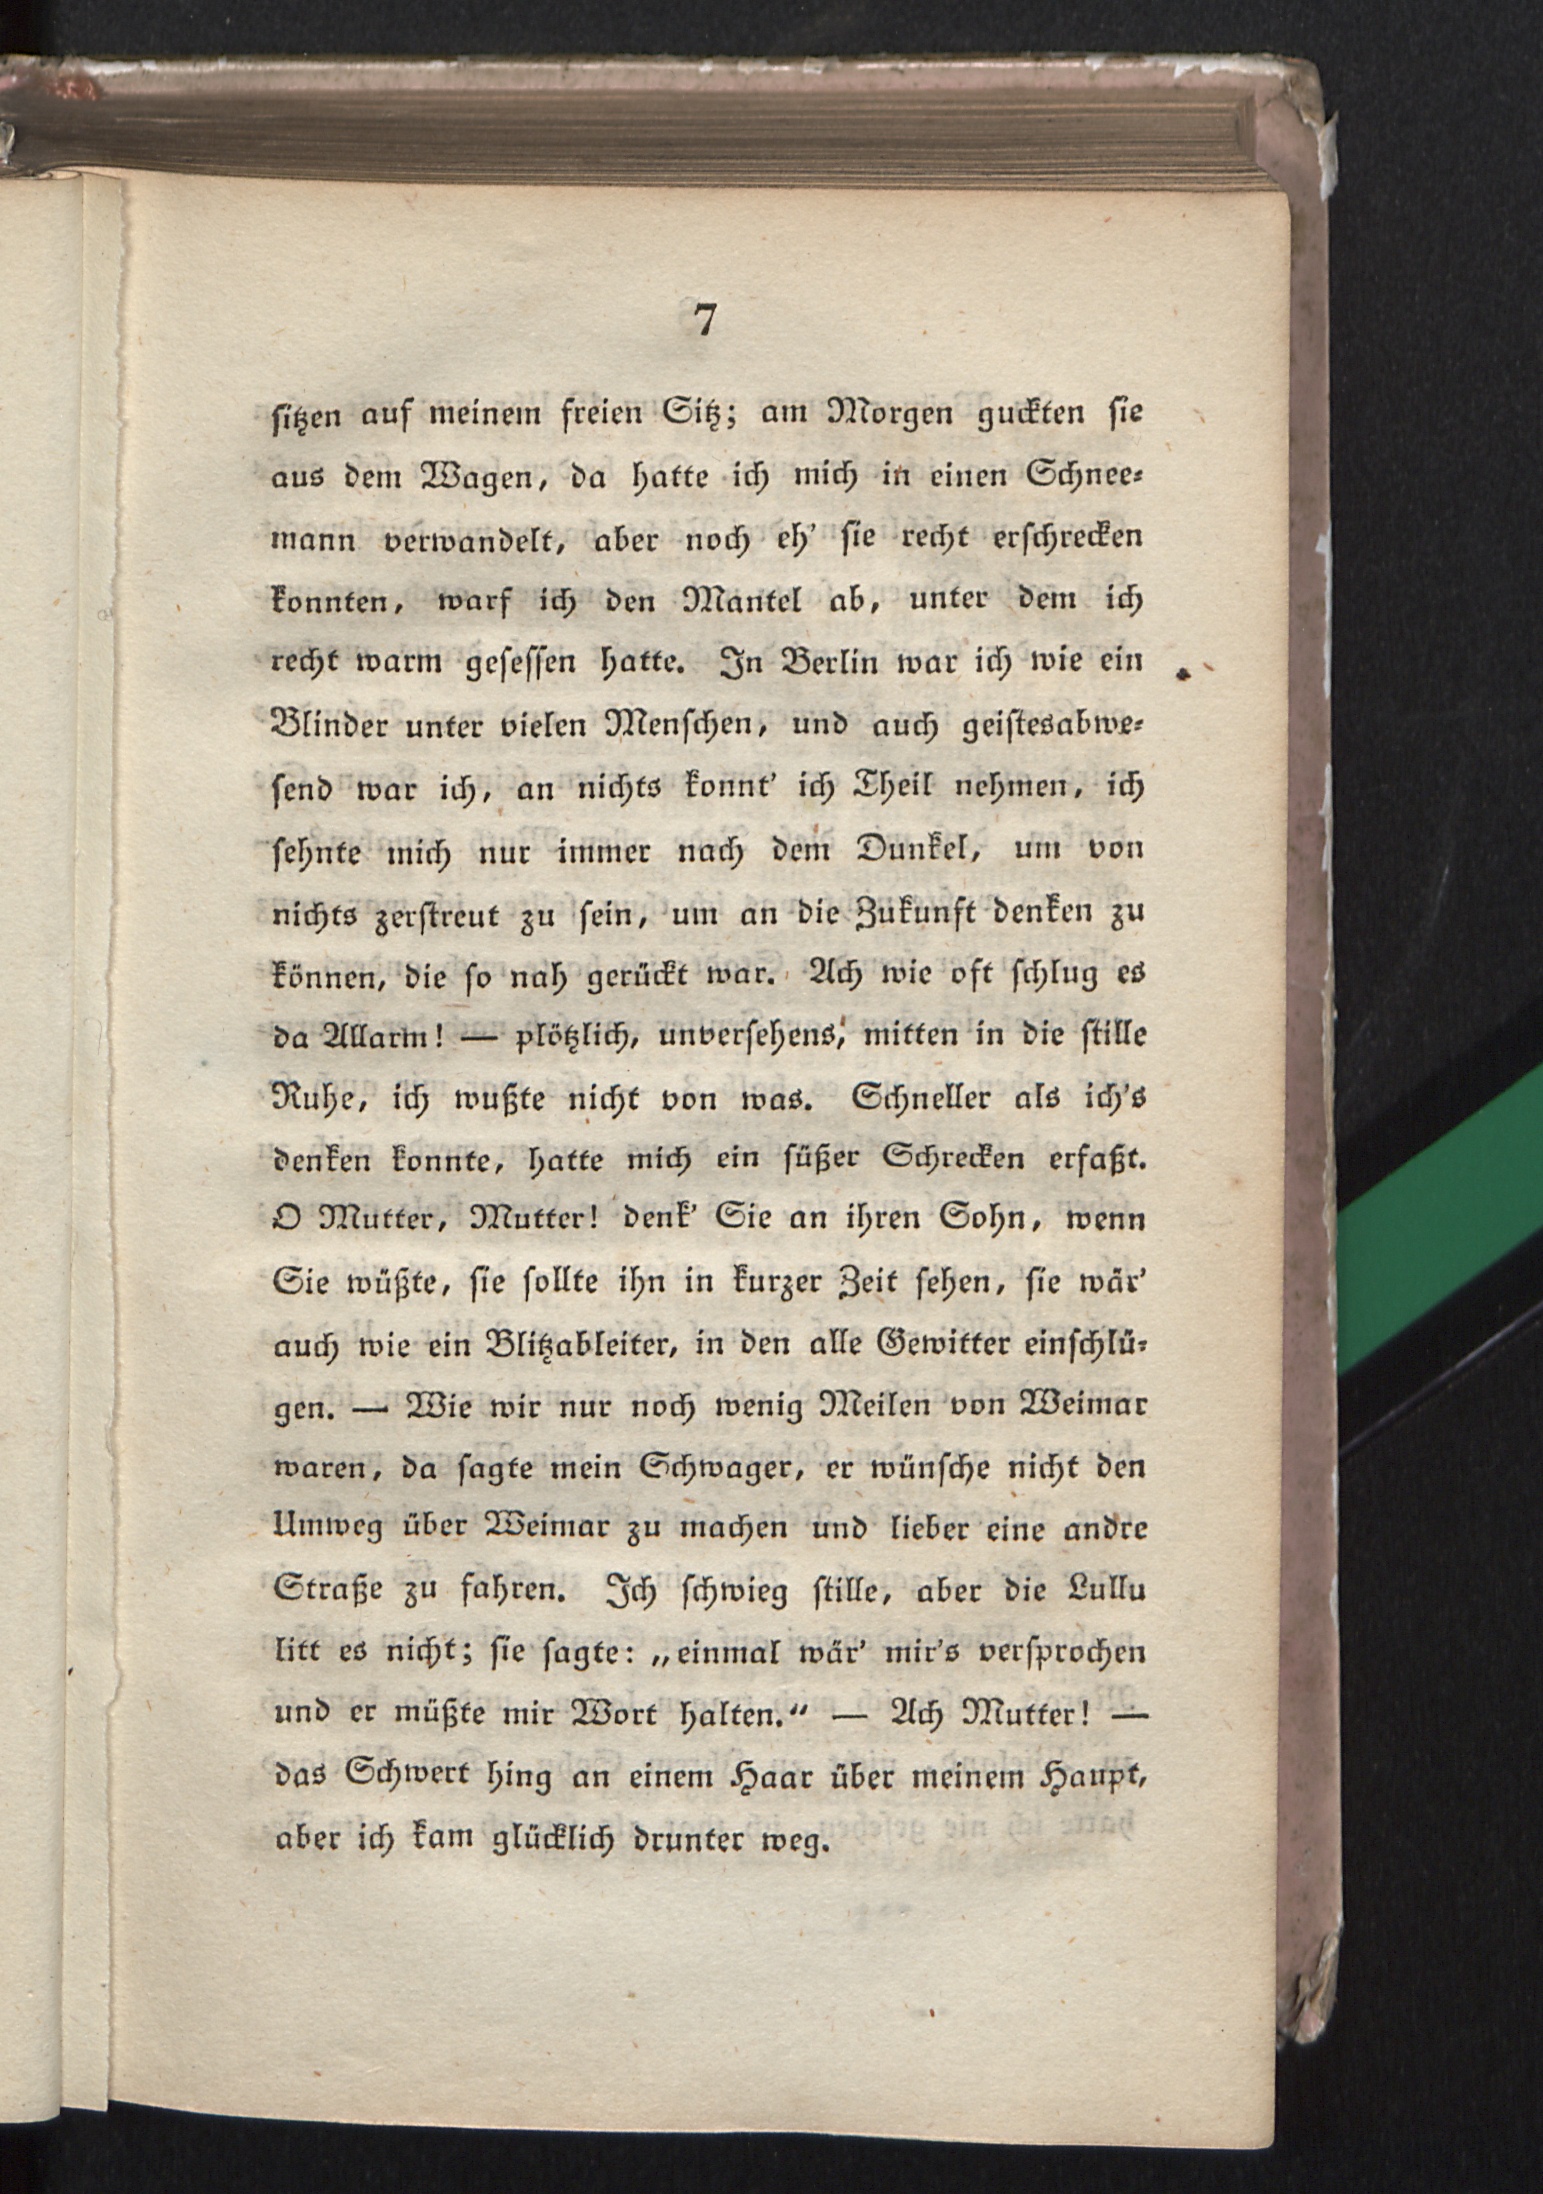 7
sitzen auf meinem freien Sitz; am Morgen guckten sie
aus dem Wagen, da hatte ich mich in einen Schnee-
mann verwandelt, aber noch eh' sie recht erschrecken
konnten, warf ich den Mantel ab, unter dem ich
recht warm gesessen hatte. In Berlin war ich wie ein
Blinder unter vielen Menschen, und auch geistesabwe-
send war ich, an nichts konnt' ich Theil nehmen, ich
sehnte mich nur immer nach dem Dunkel, um von
nichts zerstreut zu sein, um an die Zukunft denken zu
können, die so nah gerückt war. Ach wie oft schlug es
da Allarm! — plötzlich, unversehens, mitten in die stille
Ruhe, ich wußte nicht von was. Schneller als ich's
denken konnte, hatte mich ein süßer Schrecken erfaßt.
O Mutter, Mutter! denk' Sie an ihren Sohn, wenn
Sie wüßte, sie sollte ihn in kurzer Zeit sehen, sie wär'
auch wie ein Blitzableiter, in den alle Gewitter einschlü-
gen. — Wie wir nur noch wenig Meilen von Weimar
waren, da sagte mein Schwager, er wünsche nicht den
Umweg über Weimar zu machen und lieber eine andre
Straße zu fahren. Ich schwieg stille, aber die Lullu
litt es nicht; sie sagte: „einmal wär' mir's versprochen
und er müßte mir Wort halten.“ — Ach Mutter! —
das Schwert hing an einem Haar über meinem Haupt,
aber ich kam glücklich drunter weg.